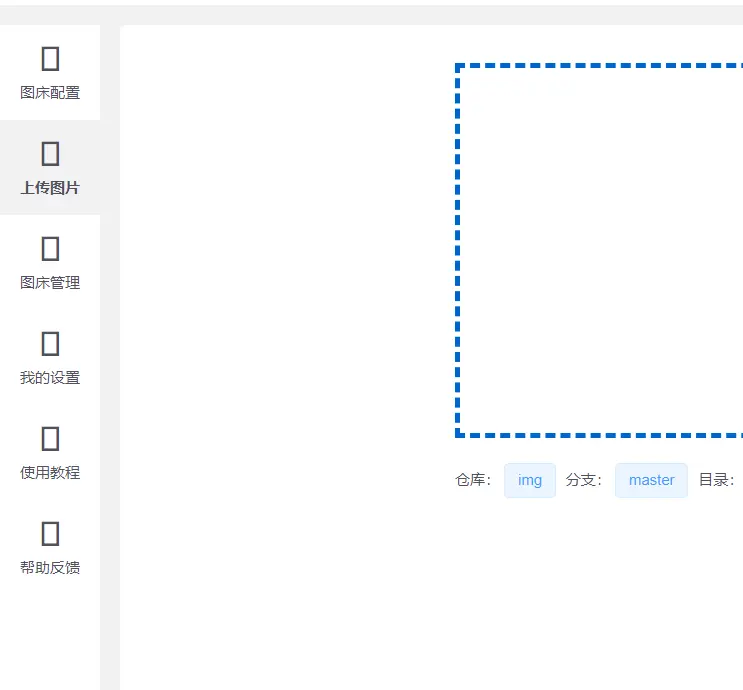 图床配置
上传图片
图床管理
我的设置
使用教程
帮助反馈
仓库： img 分支： master 目录：